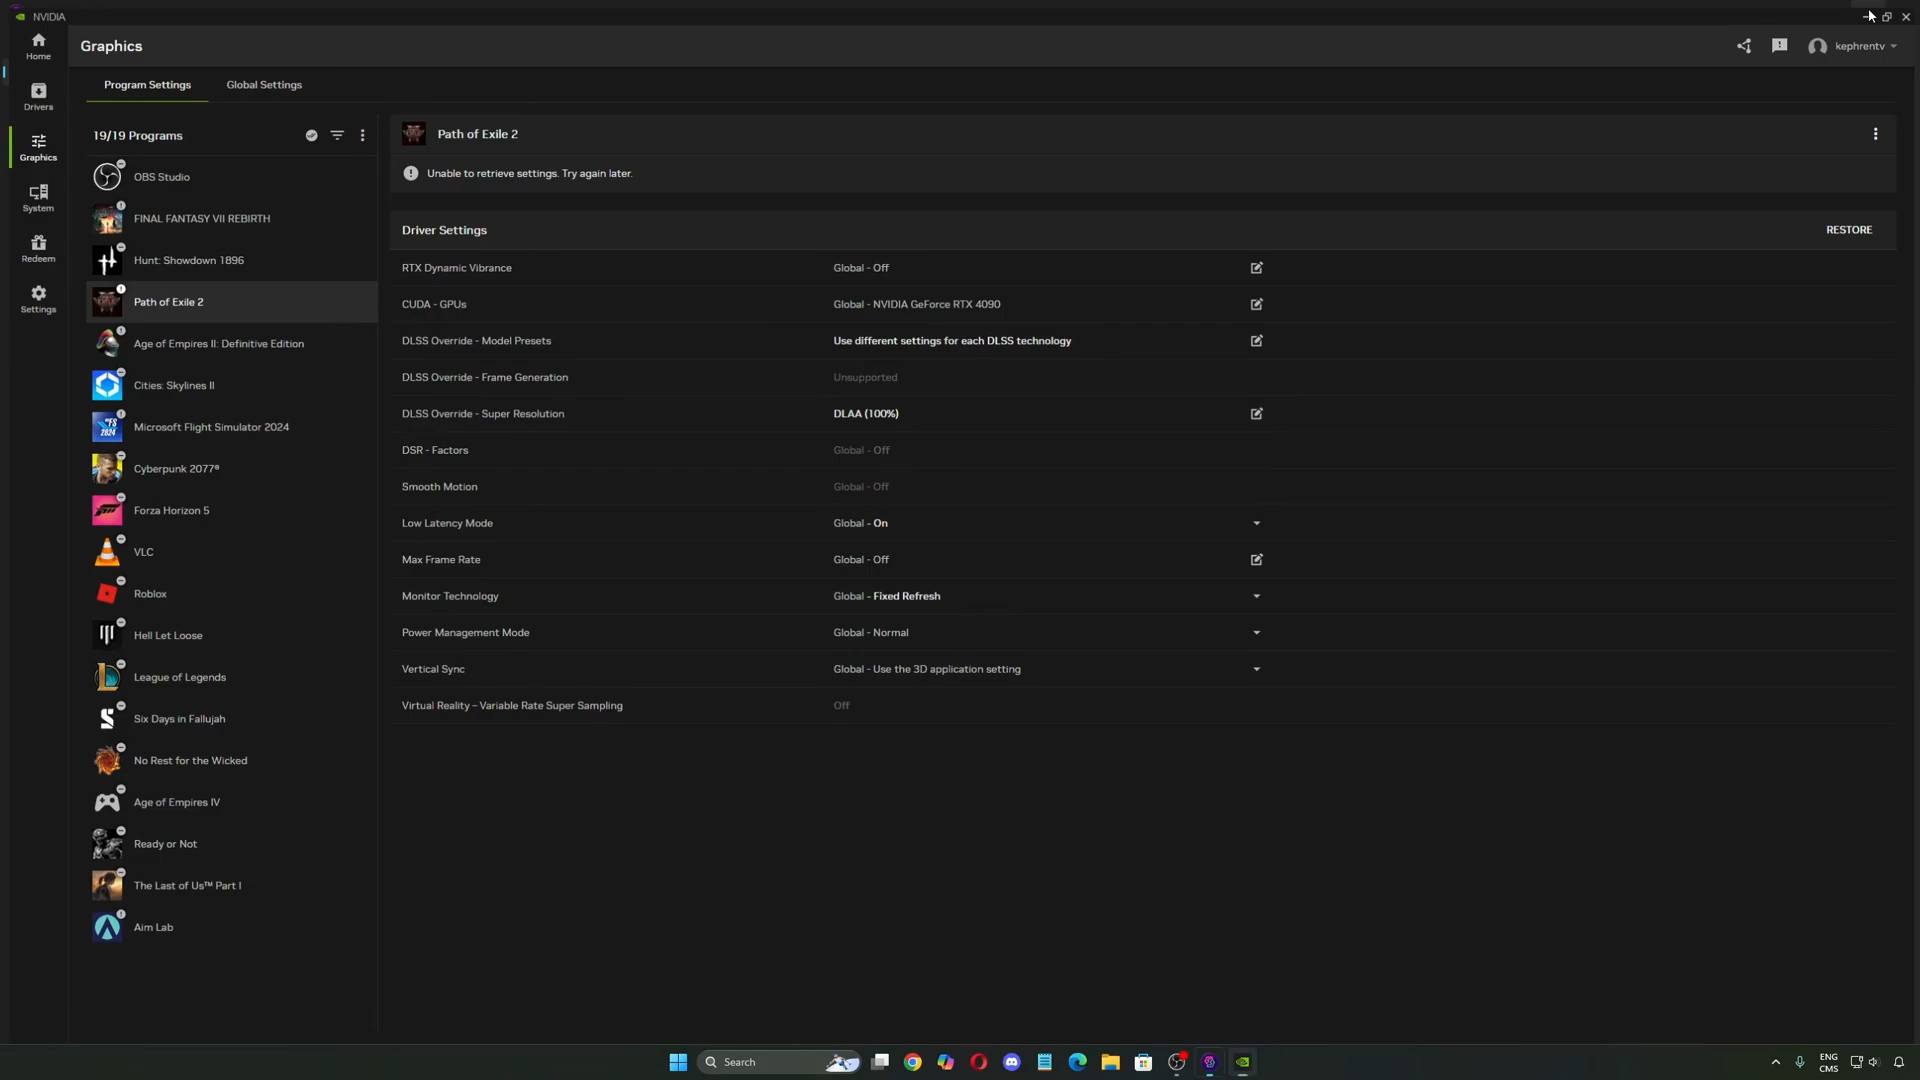 NVIDIA
Home
Graphics
kephrentv
Drivers
Program Settings
Global Settings
19/19 Programs
Path of Exile 2
Graphics
Unable to retrieve settings. Try again later.
OBS Studio
System
FINAL FANTASY VII REBIRTH
Driver Settings
RESTORE
Redeem
Hunt: Showdown 1896
RTX Dynamic Vibrance
Global - Off
Settings
Path of Exile 2
CUDA - GPUs
Global - NVIDIA GeForce RTX 4090
Age of Empires II: Definitive Edition
DLSS Override - Model Presets
Use different settings for each DLSS technology
Cities: Skylines II
DLSS Override - Frame Generation
Unsupported
Microsoft Flight Simulator 2024
DLSS Override - Super Resolution
DLAA (100%)
DSR - Factors
Global - Off
Cyberpunk 2077®
Smooth Motion
Global - Off
Forza Horizon 5
Low Latency Mode
Global - On
VLC
Max Frame Rate
Global - Off
Roblox
Monitor Technology
Global - Fixed Refresh
Hell Let Loose
Power Management Mode
Global - Normal
League of Legends
Vertical Sync
Global - Use the 3D application setting
Six Days in Fallujah
Virtual Reality – Variable Rate Super Sampling
Off
No Rest for the Wicked
Age of Empires IV
Ready or Not
The Last of Us™ Part I
Aim Lab
Search
ENG
CMS